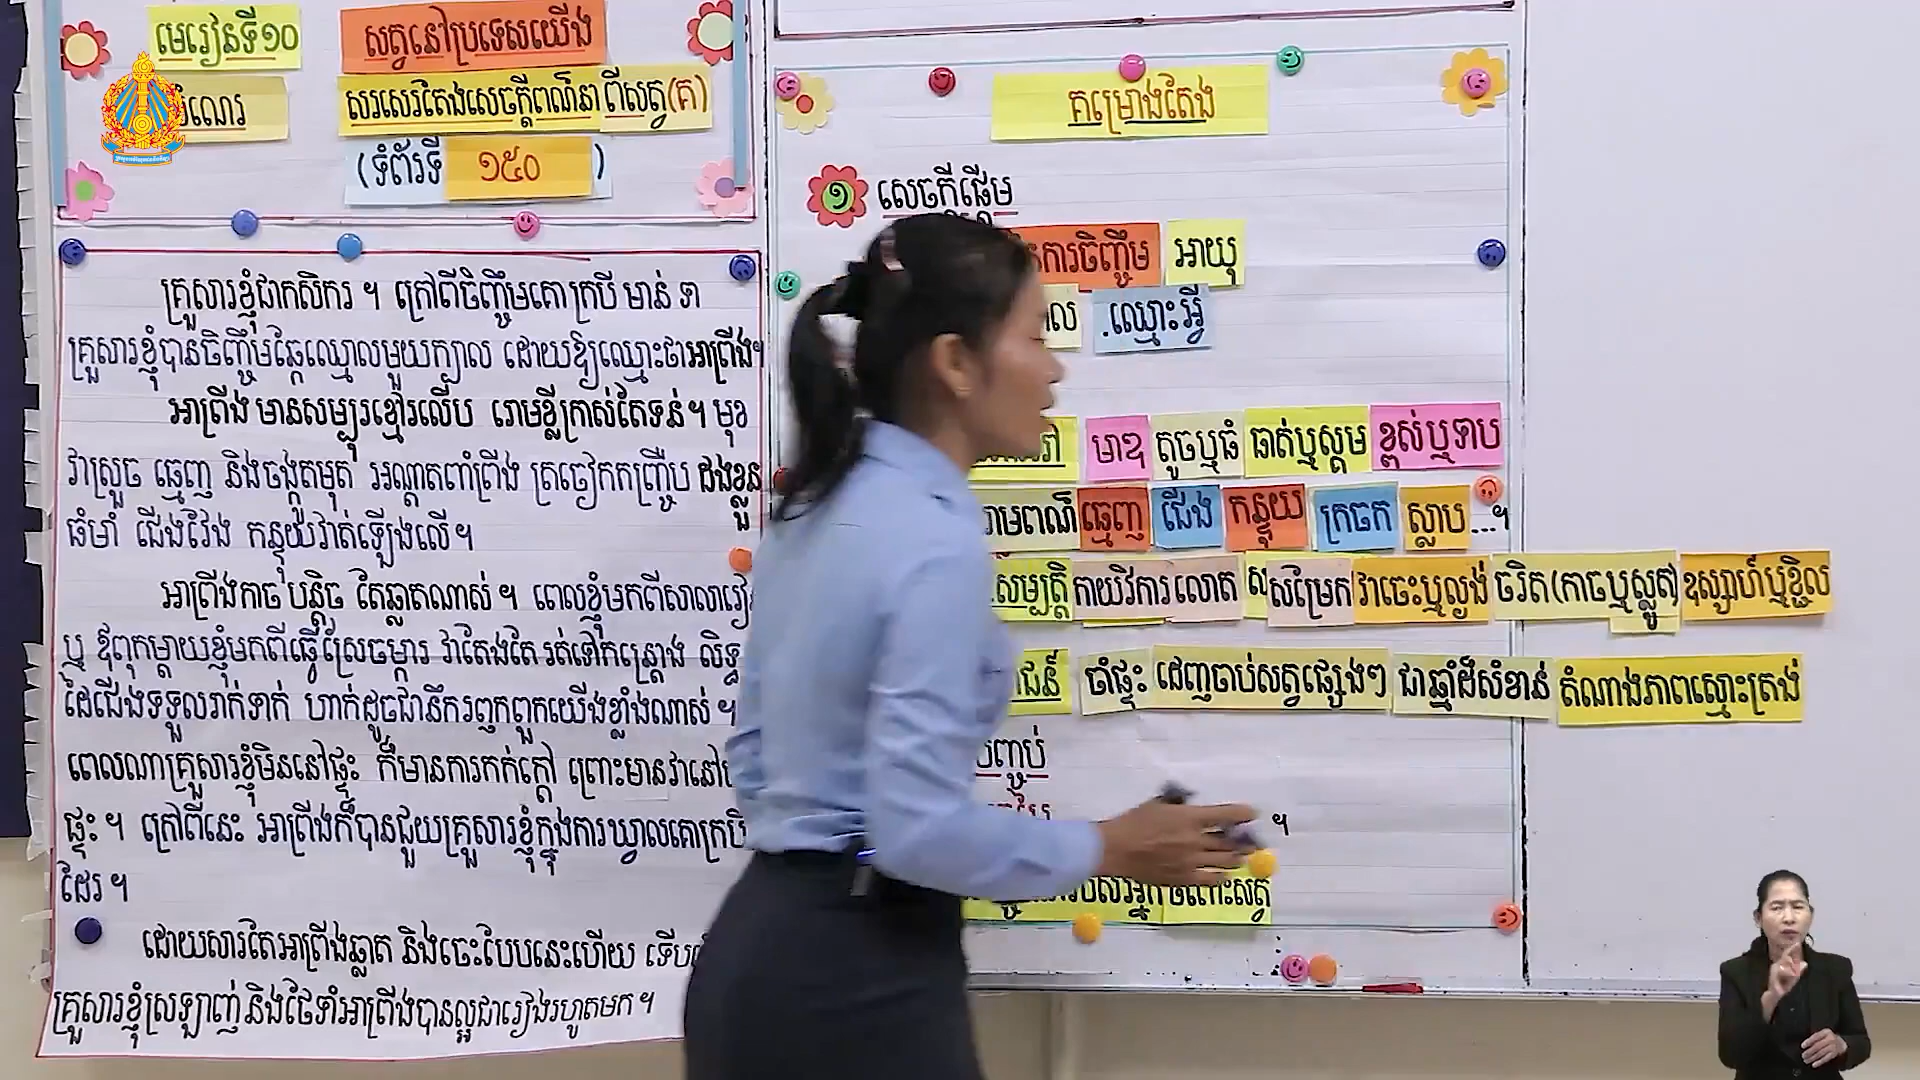 មេរៀនទី១០
សត្វនៅប្រទេសយើង
សរសេរតែងសេចក្តីពណ៌នា ពីសត្វ(គ)
(ទំព័រទី ១៥០ )
គ្រួសារខ្ញុំជាកសិករ ។ ក្រៅពីចិញ្ចឹមគោ ក្របី មាន់ ទា
គ្រួសារខ្ញុំបានចិញ្ចឹមឆ្កែឈ្មោលមួយក្បាល ដោយឱ្យឈ្មោះថាអាព្រីង។
អាព្រីង មានសម្បុរខ្មៅរលើប រោមខ្លីក្រាស់តែទន់ ។ មុខ
វាស្រួច ធ្មេញ និងចង្កូតមុត អណ្តាតពាំព្រីង ត្រចៀកតញ្ជ្រឹប ដងខ្លួន
ធំមាំ ជើងវែង កន្ទុយវាត់ឡើងលើ ។
អាព្រីងកាច បន្តិច តែឆ្លាតណាស់ ។ ពេលខ្ញុំមកពីសាលារៀន
ឬ ឪពុកម្តាយខ្ញុំមកពីធ្វើស្រែចម្ការ វាតែងតែ រត់ទៅកន្ត្រោង លិទ្ធ
ដៃជើងទទួលរាក់ទាក់ ហាក់ដូចជានឹករឭកពួកយើងខ្លាំងណាស់ ។
ពេលណាគ្រួសារខ្ញុំមិននៅផ្ទះ ក៏មានការកក់ក្តៅ ព្រោះមានវានៅ
ផ្ទះ ។ ក្រៅពីនេះ អាព្រីងក៏បានជួយគ្រួសារខ្ញុំក្នុងការឃ្វាលគោក្របី
ដែរ ។
ដោយសារតែអាព្រីងឆ្លាត និងចេះបែបនេះហើយ ទើប
គ្រួសារខ្ញុំស្រឡាញ់ និងថែទាំអាព្រីងបានល្អជារៀងរហូតមក ។
គម្រោងតែង
១ សេចក្តីផ្តើម
ការចិញ្ចឹម អាយុ
ឈ្មោះអ្វី
មាឌ តូចឬធំ ធាត់ឬស្គម ខ្ពស់ឬទាប
ធ្មេញ ជើង កន្ទុយ ក្រចក ស្លាប ...។
សម្បត្តិ កាយវិការ លោត សម្រែក វាចេះឬល្ងង់ ចរិត(កាចឬស្លូត) ឧស្សាហ៍ឬខ្ជិល
ចាំផ្ទះ ដេញចាប់សត្វផ្សេងៗ ជាឆ្មាំដ៏សំខាន់ តំណាងភាពស្មោះត្រង់
។
របស់អ្នក ចំពោះសត្វ